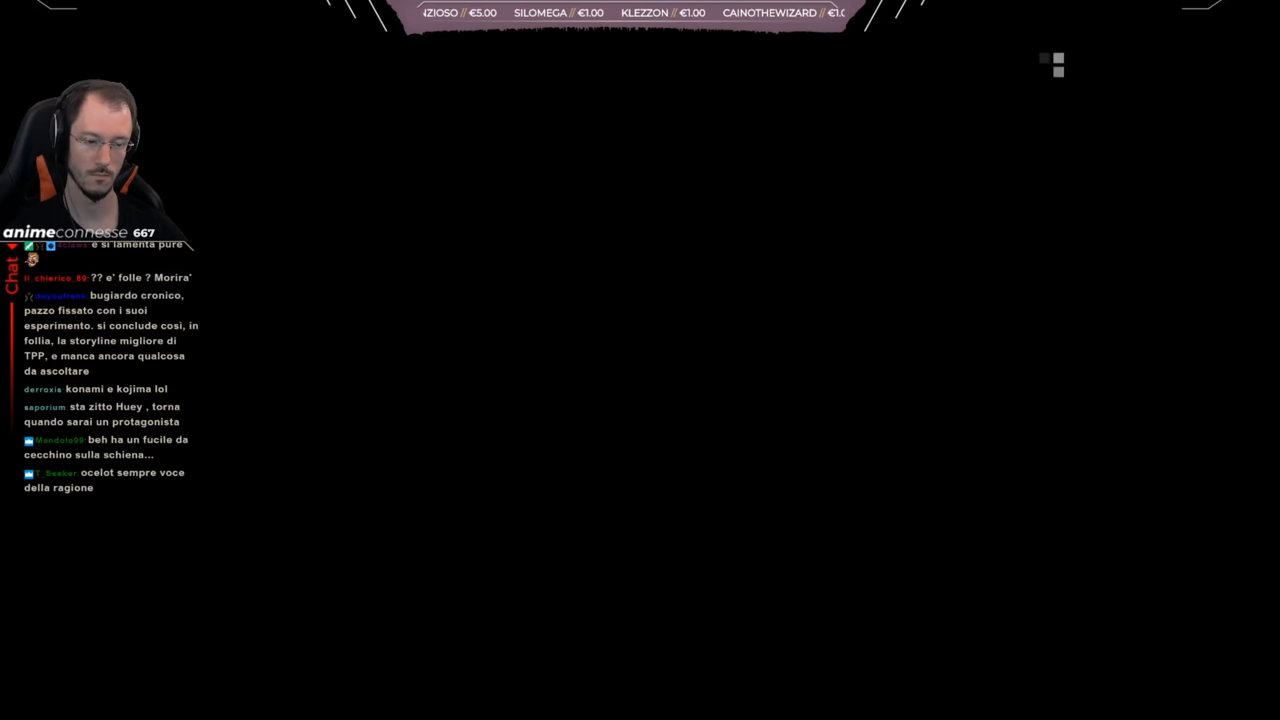 NZIOSO // €5.00 SILOMEGA // €1.00 KLEZZON // €1.00 CAINOTHEWIZARD // €1.0
animeconnesse 667
Chat
e si lamenta pure
Il_chierico_89: ?? e' folle ? Morira'
bugiardo cronico,
pazzo fissato con i suoi
esperimento. si conclude così, in
follia, la storyline migliore di
TPP, e manca ancora qualcosa
da ascoltare
derroxis konami e kojima lol
saporium sta zitto Huey , torna
quando sarai un protagonista
Mandolo99: beh ha un fucile da
cecchino sulla schiena...
T_Seeker: ocelot sempre voce
della ragione